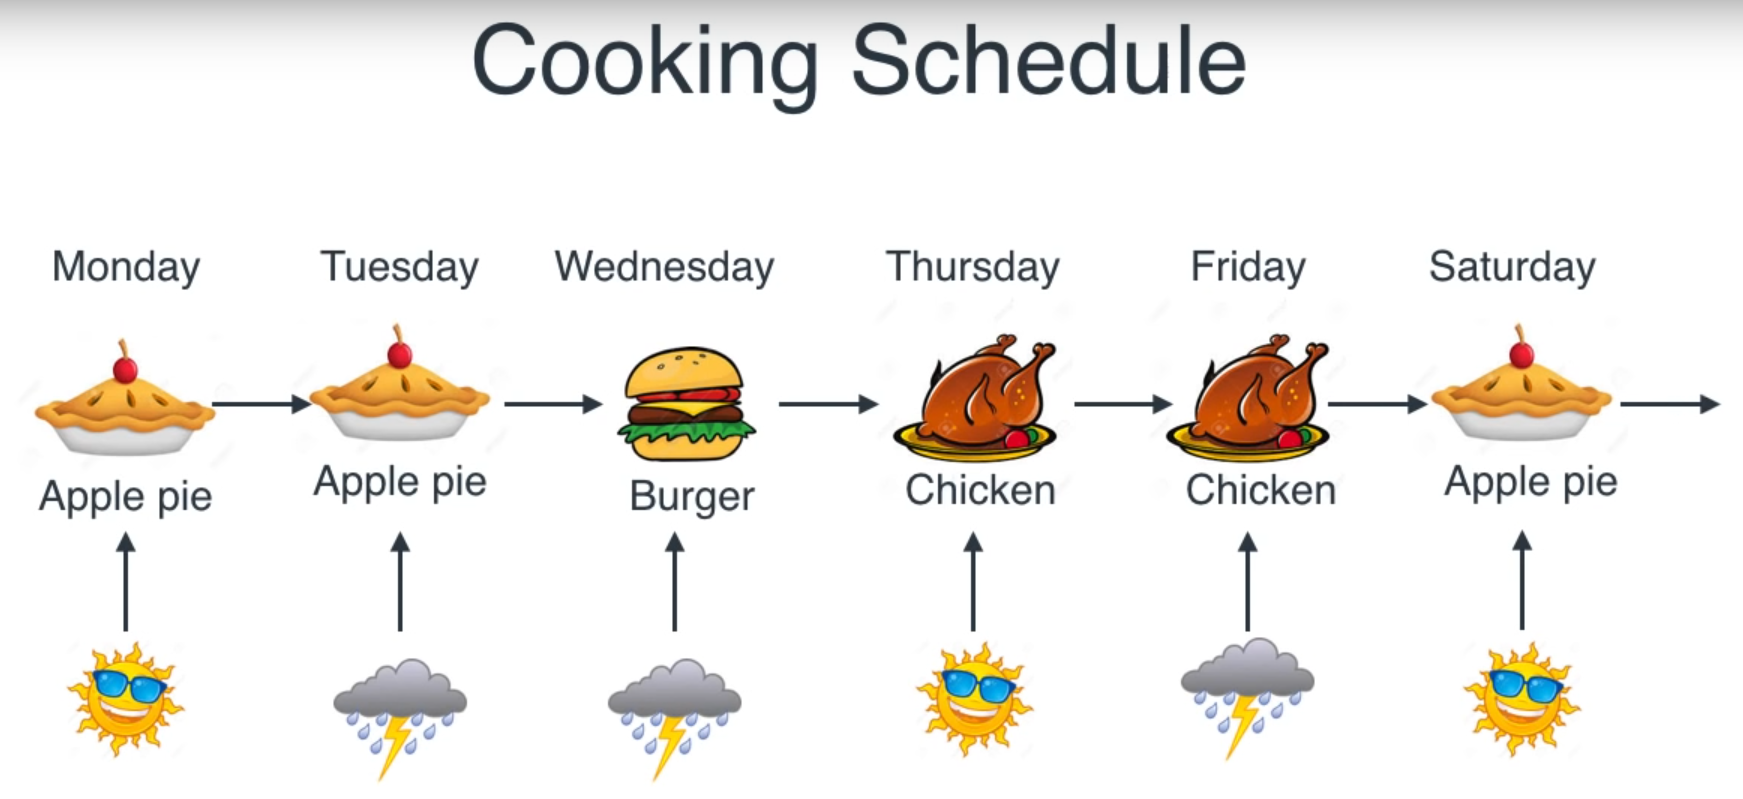 Cooking Schedule
Monday Tuesday Wednesday Thursday Friday Saturday
Apple pie Apple pie Burger Chicken Chicken Apple pie